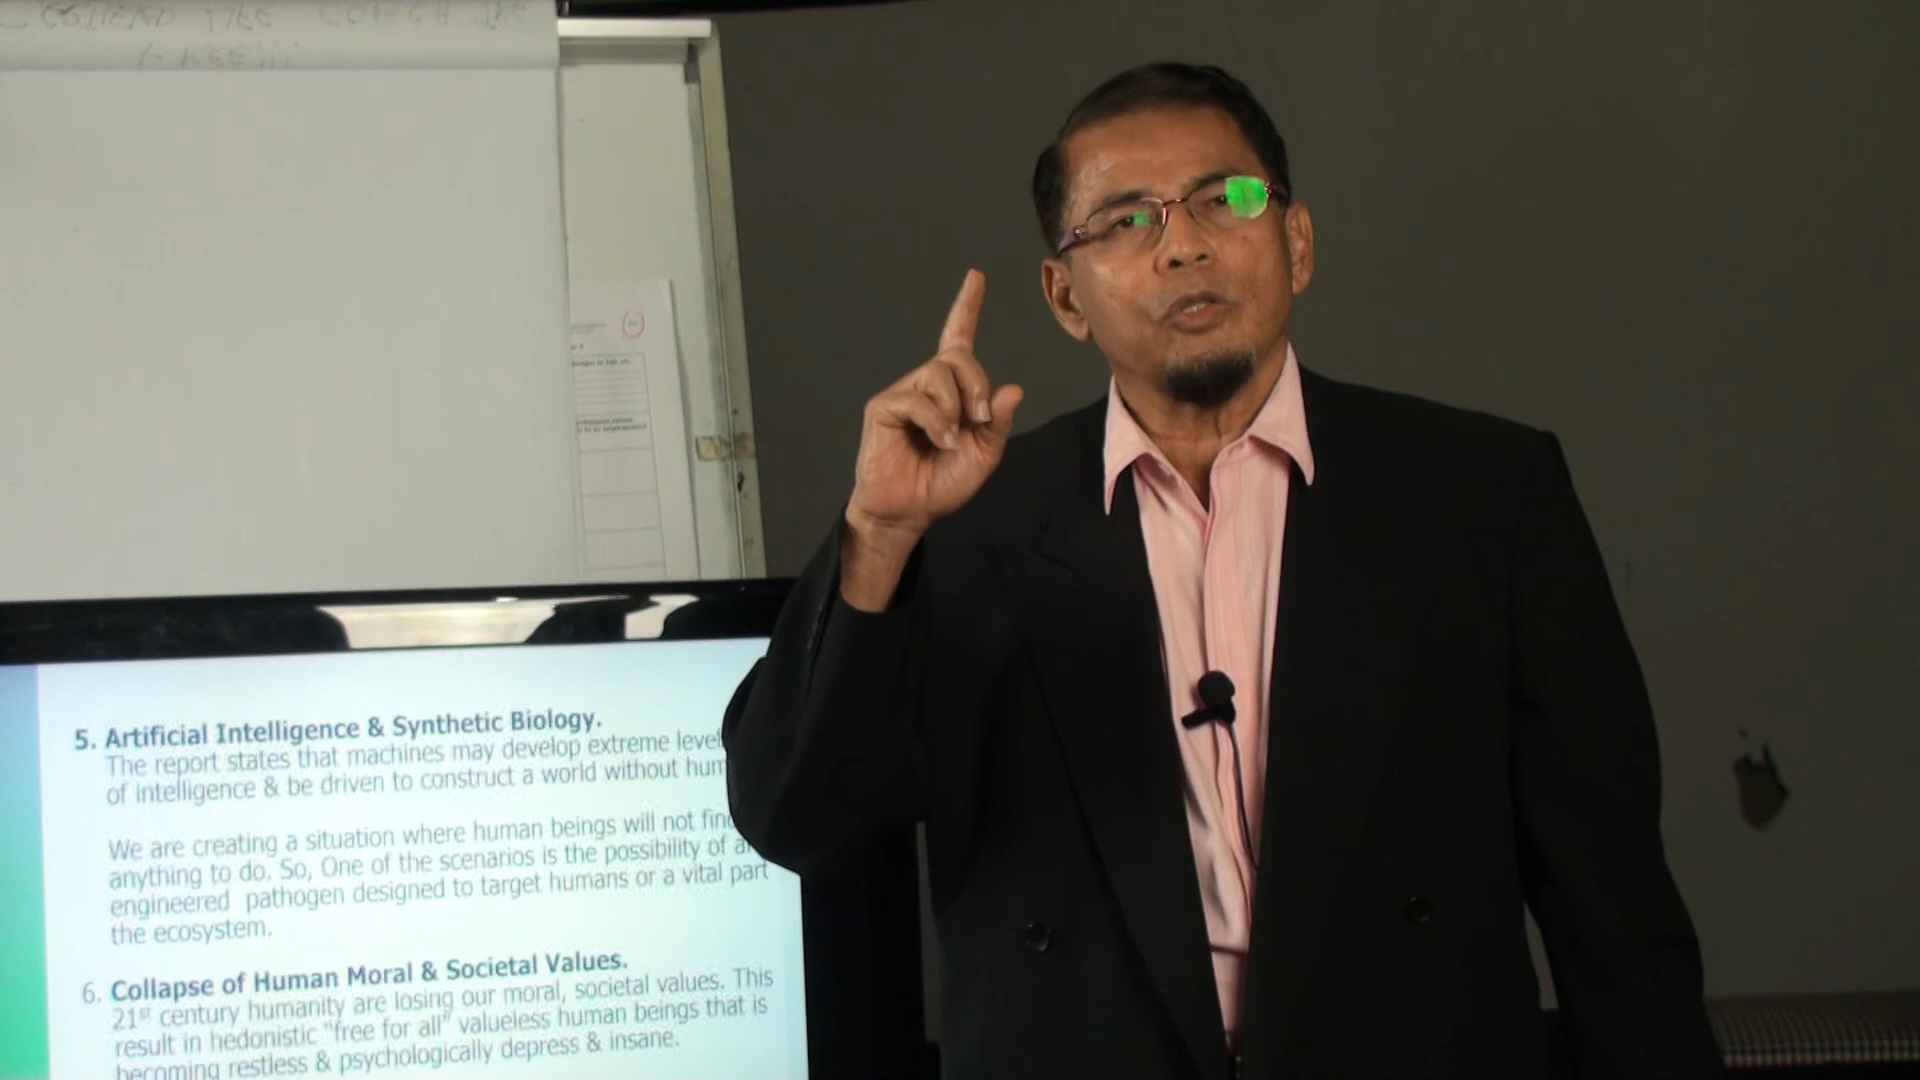 THE
5. Artificial Intelligence & Synthetic Biology.
The report states that machines may develop extreme level
of intelligence & be driven to construct a world without hum
We are creating a situation where human beings will not find
anything to do. So, One of the scenarios is the possibility of
engineered pathogen designed to target humans or a vital part
the ecosystem.
6. Collapse of Human Moral & Societal Values.
This
21st century humanity are losing our moral, societal values. This
result in hedonistic "free for all" valueless human beings that is
becoming restless & psychologically depress & insane.